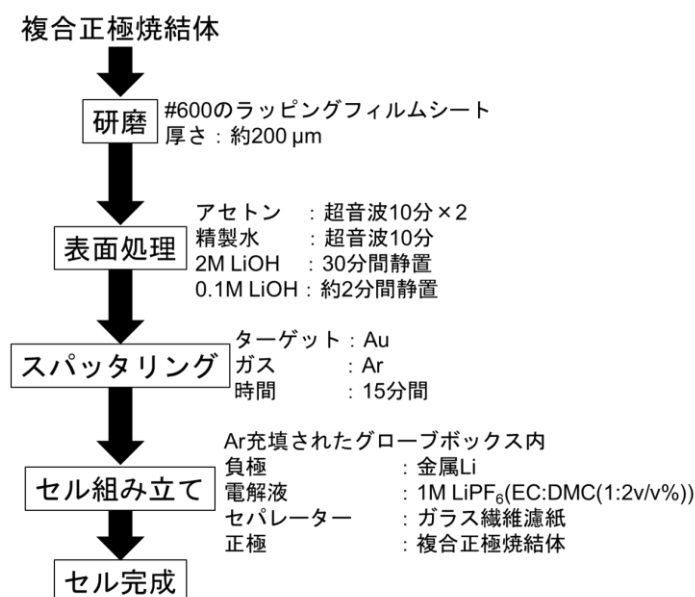 複合正極焼結体
研磨
#600のラッピングフィルムシート
厚さ：約200 μm
表面処理
アセトン ：超音波10分×2
精製水 ：超音波10分
2M LiOH ：30分間静置
0.1M LiOH：約2分間静置
スパッタリング
ターゲット：Au
ガス ：Ar
時間 ：15分間
セル組み立て
Ar充填されたグローブボックス内
負極 ：金属Li
電解液 ：1M LiPF₆(EC:DMC(1:2v/v%))
セパレーター ：ガラス繊維濾紙
正極 ：複合正極焼結体
セル完成